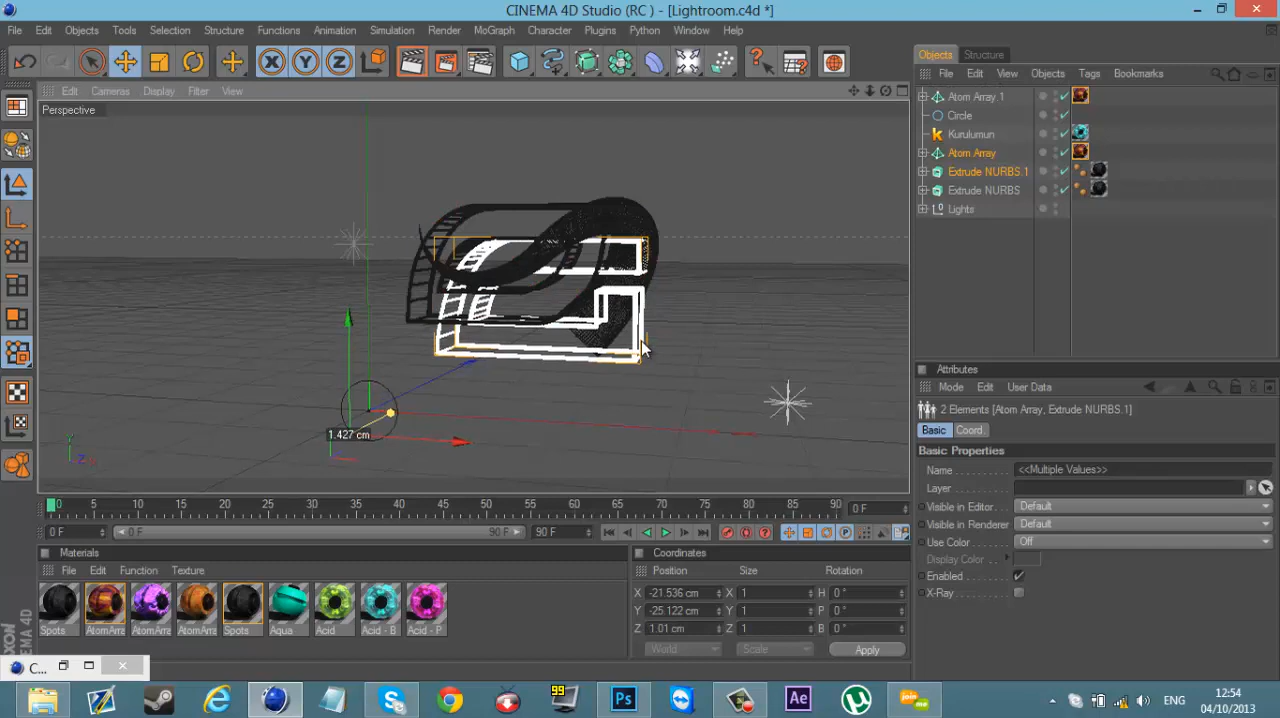 CINEMA 4D Studio (RC ) - [Lightroom.c4d *]
File Edit Objects Tools Selection Structure Functions Animation Simulation Render MoGraph Character Plugins Python Window Help
X Y Z
Objects Structure
File Edit View Objects Tags Bookmarks
Edit Cameras Display Filter View
Perspective
Atom Array.1
Circle
Kurulumun
Atom Array
Extrude NURBS.1
Extrude NURBS
Lights
1.427 cm
Y Z X
Attributes
Mode Edit User Data
2 Elements [Atom Array, Extrude NURBS.1]
Basic Coord.
Basic Properties
Name <<Multiple Values>>
Layer
Visible in Editor Default
Visible in Renderer Default
Use Color Off
Display Color
Enabled
X-Ray
0 5 10 15 20 25 30 35 40 45 50 55 60 65 70 75 80 85 90 0 F
0 F 0 F 90 F 90 F
Materials
File Edit Function Texture
Spots AtomArra AtomArra AtomArra Spots Aqua Acid Acid - B Acid - P
Coordinates
Position Size Rotation
X -21.536 cm X 1 H 0 °
Y -25.122 cm Y 1 P 0 °
Z 1.01 cm Z 1 B 0 °
World Scale Apply
MAXON CINEMA 4D
C...
99
Ps
Ae
join me
ENG
12:54
04/10/2013